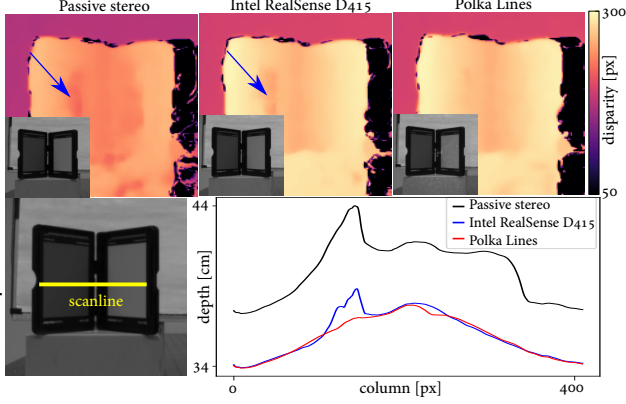 Passive stereo
Intel RealSense D415
Polka Lines
300
disparity [px]
50
scanline
44
depth [cm]
34
Passive stereo
Intel RealSense D415
Polka Lines
0
column [px]
400